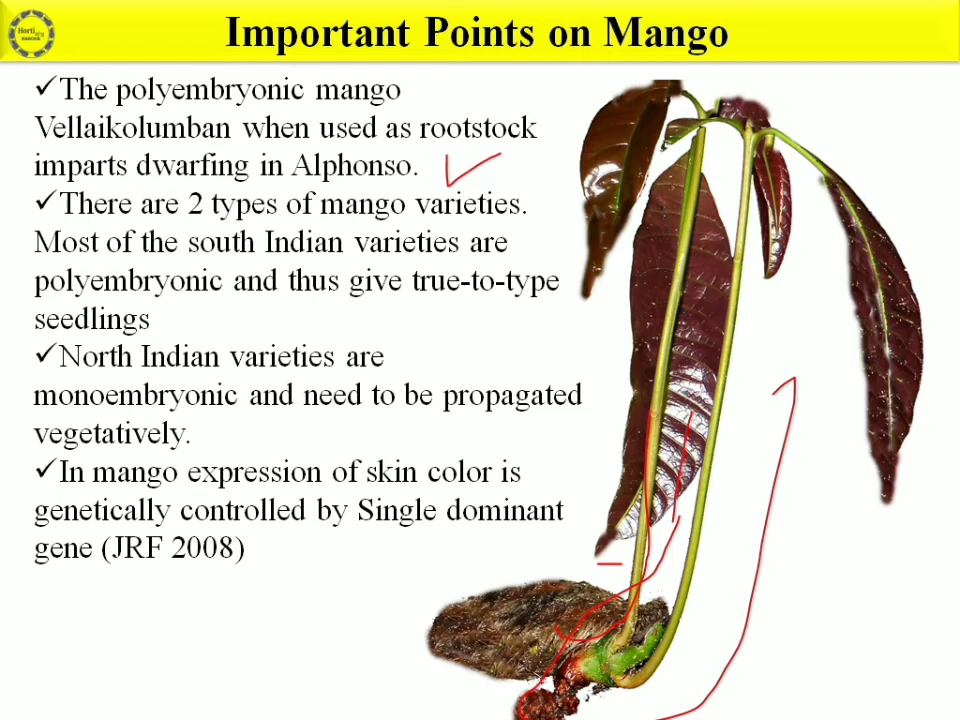 Important Points on Mango
✓The polyembryonic mango
Vellaikolumban when used as rootstock
imparts dwarfing in Alphonso.
✓There are 2 types of mango varieties.
Most of the south Indian varieties are
polyembryonic and thus give true-to-type
seedlings
✓North Indian varieties are
monoembryonic and need to be propagated
vegetatively.
✓In mango expression of skin color is
genetically controlled by Single dominant
gene (JRF 2008)